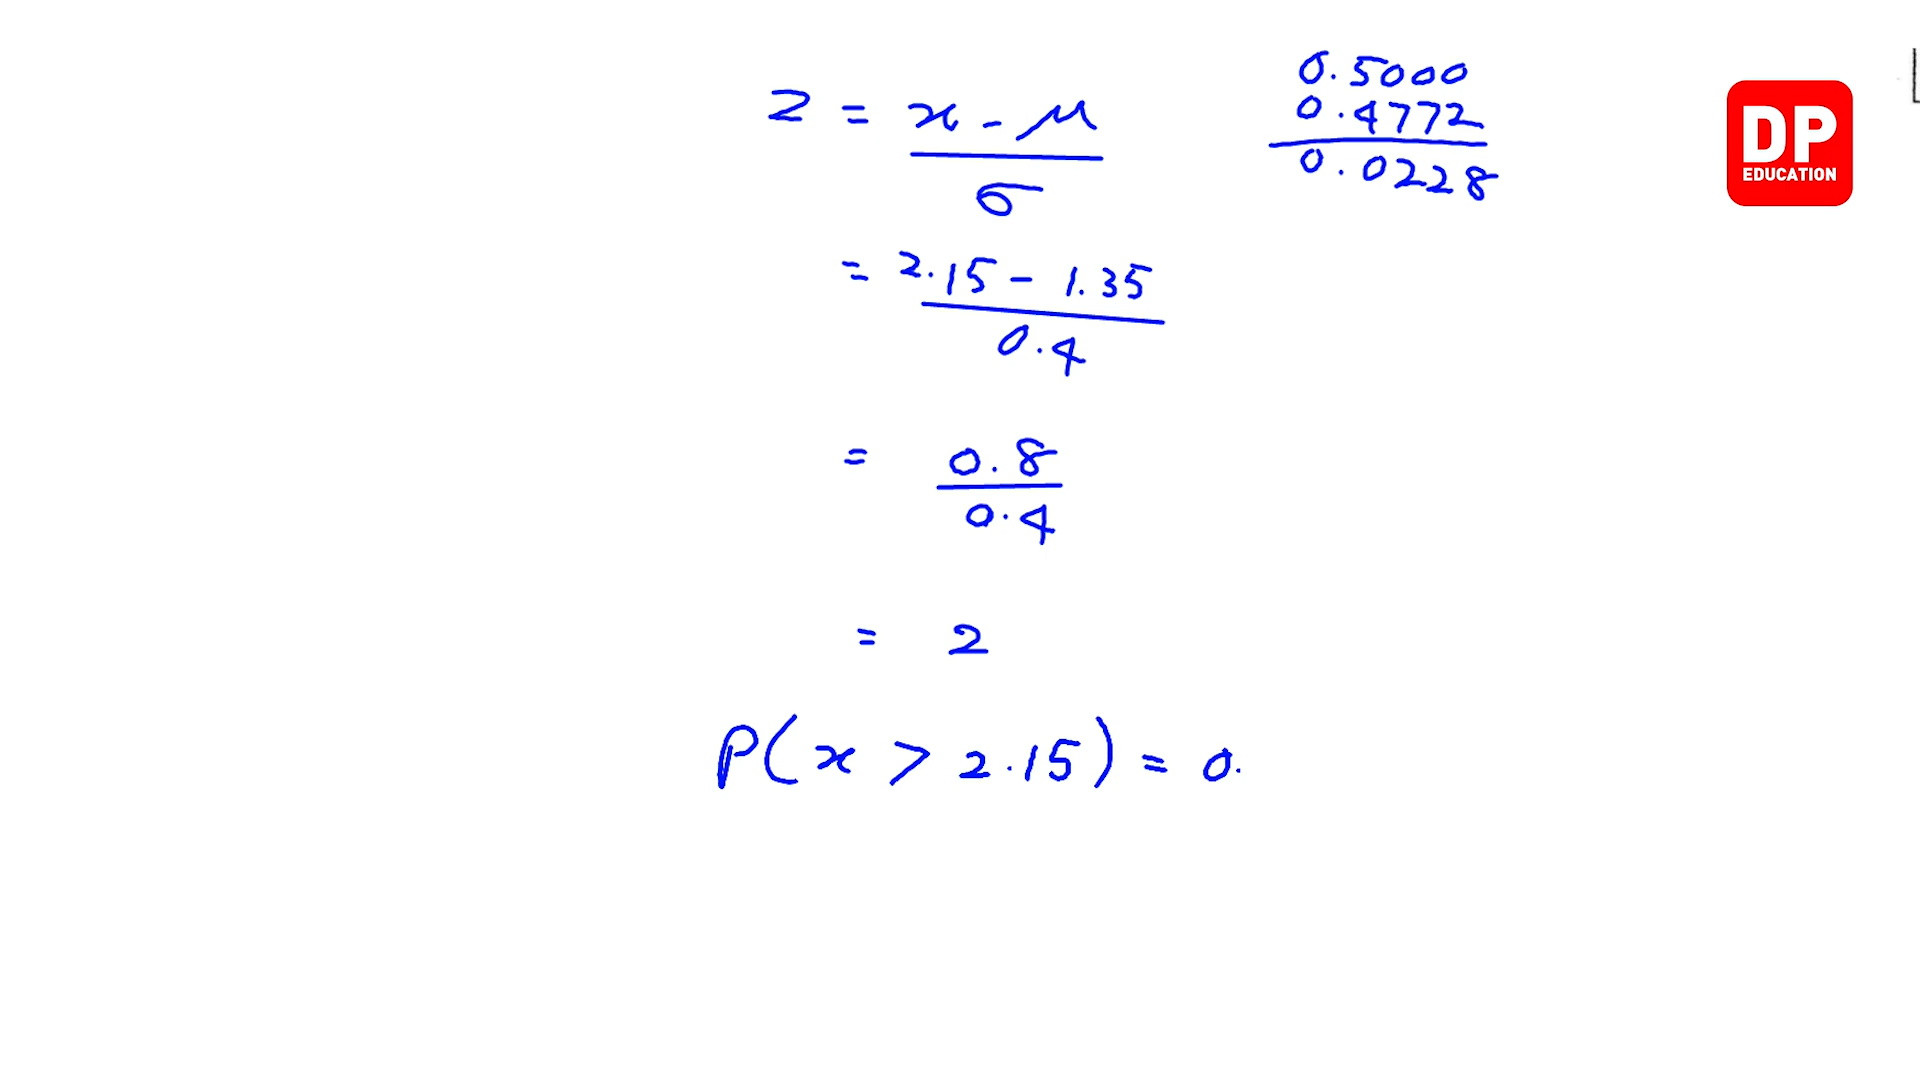 z = x - μ
σ
= 2.15 - 1.35
0.4
= 0.8
0.4
= 2
P(x > 2.15) = 0.
0.5000
0.4772
0.0228
DP
EDUCATION